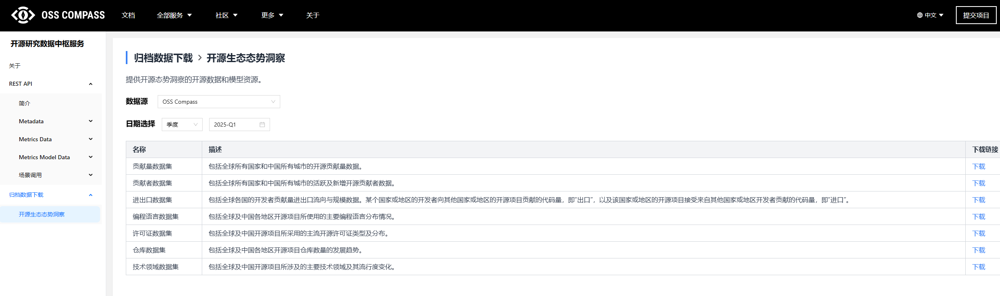 OSS COMPASS 文档 全部服务 社区 更多 关于 中文 提交项目
开源研究数据中枢服务
关于
REST API
简介
Metadata
Metrics Data
Metrics Model Data
场景调用
归档数据下载
开源生态态势洞察
归档数据下载 > 开源生态态势洞察
提供开源态势洞察的开源数据和模型资源。
数据源 OSS Compass
日期选择 季度 2025-Q1
名称 描述 下载链接
贡献量数据集 包括全球所有国家和中国所有城市的开源贡献量数据。 下载
贡献者数据集 包括全球所有国家和中国所有城市的活跃及新增开源贡献者数据。 下载
进出口数据集 包括全球各国的开发者贡献量进出口流向与规模数据。某个国家或地区的开发者向其他国家或地区的开源项目贡献的代码量，即“出口”，以及该国家或地区的开源项目接受来自其他国家或地区开发者贡献的代码量，即“进口”。 下载
编程语言数据集 包括全球及中国各地区开源项目所使用的主要编程语言分布情况。 下载
许可证数据集 包括全球及中国开源项目所采用的主流开源许可证类型及分布。 下载
仓库数据集 包括全球及中国各地区开源项目仓库数量的发展趋势。 下载
技术领域数据集 包括全球及中国开源项目所涉及的主要技术领域及其流行度变化。 下载